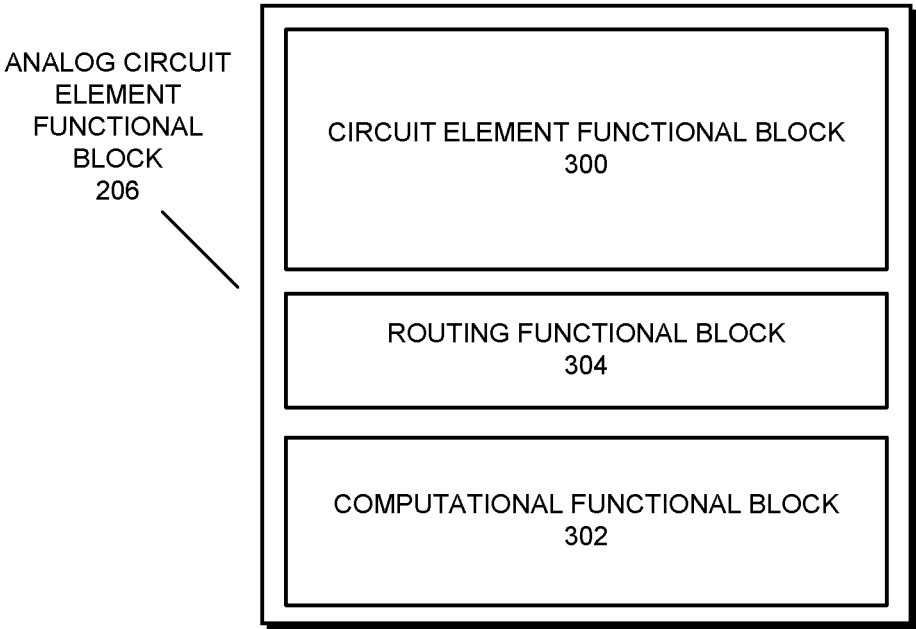 ANALOG CIRCUIT
ELEMENT
FUNCTIONAL
BLOCK
206
CIRCUIT ELEMENT FUNCTIONAL BLOCK
300
ROUTING FUNCTIONAL BLOCK
304
COMPUTATIONAL FUNCTIONAL BLOCK
302